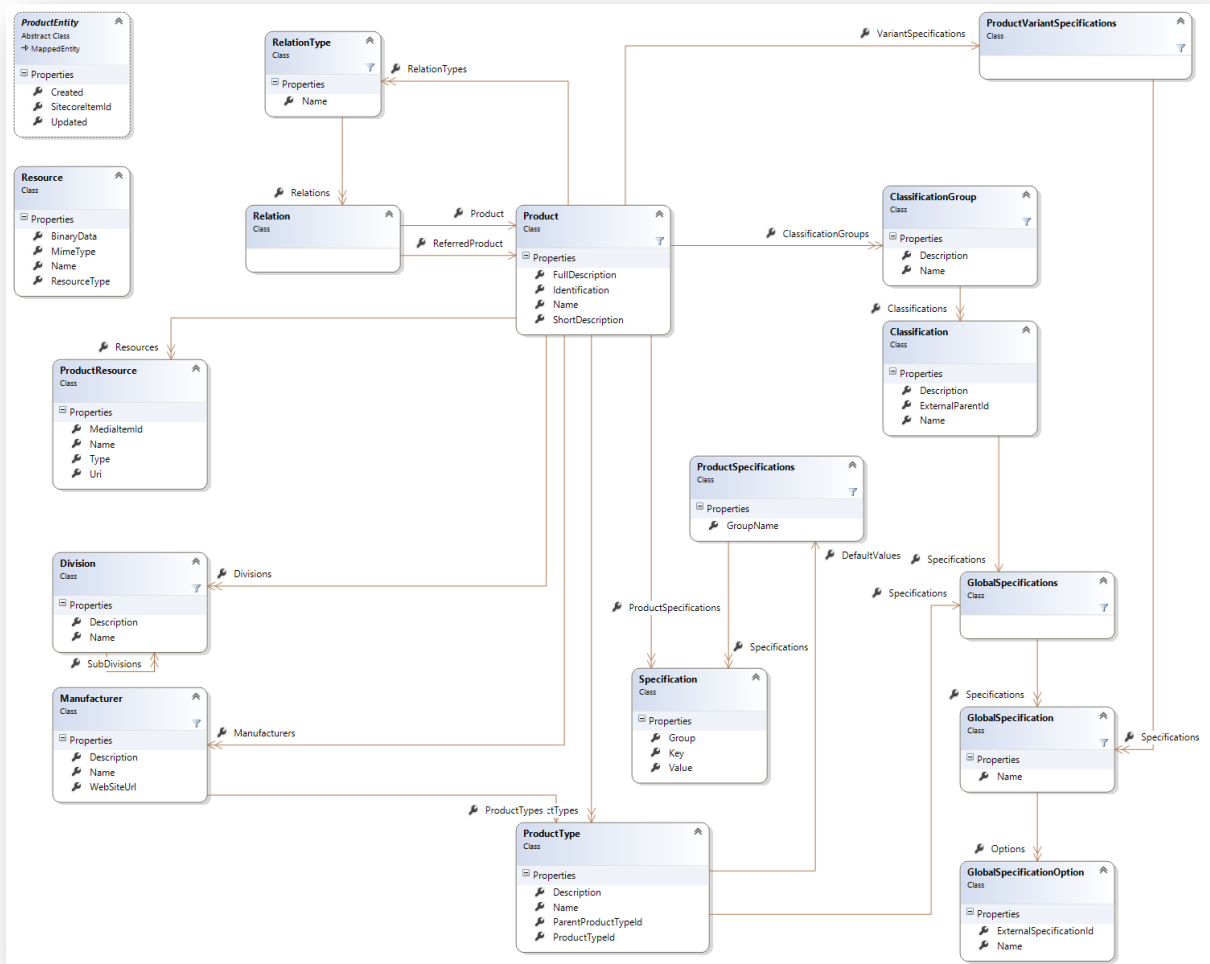 ProductEntity
Abstract Class
MappedEntity
Properties
Created
SitecoreItemId
Updated
RelationType
Class
Properties
Name
RelationTypes
VariantSpecifications
ProductVariantSpecifications
Class
Resource
Class
Properties
BinaryData
MimeType
Name
ResourceType
Relations
Relation
Class
Product
ReferredProduct
Product
Class
Properties
FullDescription
Identification
Name
ShortDescription
ClassificationGroups
ClassificationGroup
Class
Properties
Description
Name
Classifications
Classification
Class
Properties
Description
ExternalParentId
Name
Resources
ProductResource
Class
Properties
MediaItemId
Name
Type
Uri
ProductSpecifications
Class
Properties
GroupName
DefaultValues
Specifications
Specifications
GlobalSpecifications
Class
Division
Class
Properties
Description
Name
Divisions
SubDivisions
ProductSpecifications
Specifications
Specification
Class
Properties
Group
Key
Value
Specifications
GlobalSpecification
Class
Properties
Name
Specifications
Manufacturer
Class
Properties
Description
Name
WebSiteUrl
Manufacturers
ProductTypes
ProductType
Class
Properties
Description
Name
ParentProductTypeId
ProductTypeId
Options
GlobalSpecificationOption
Class
Properties
ExternalSpecificationId
Name